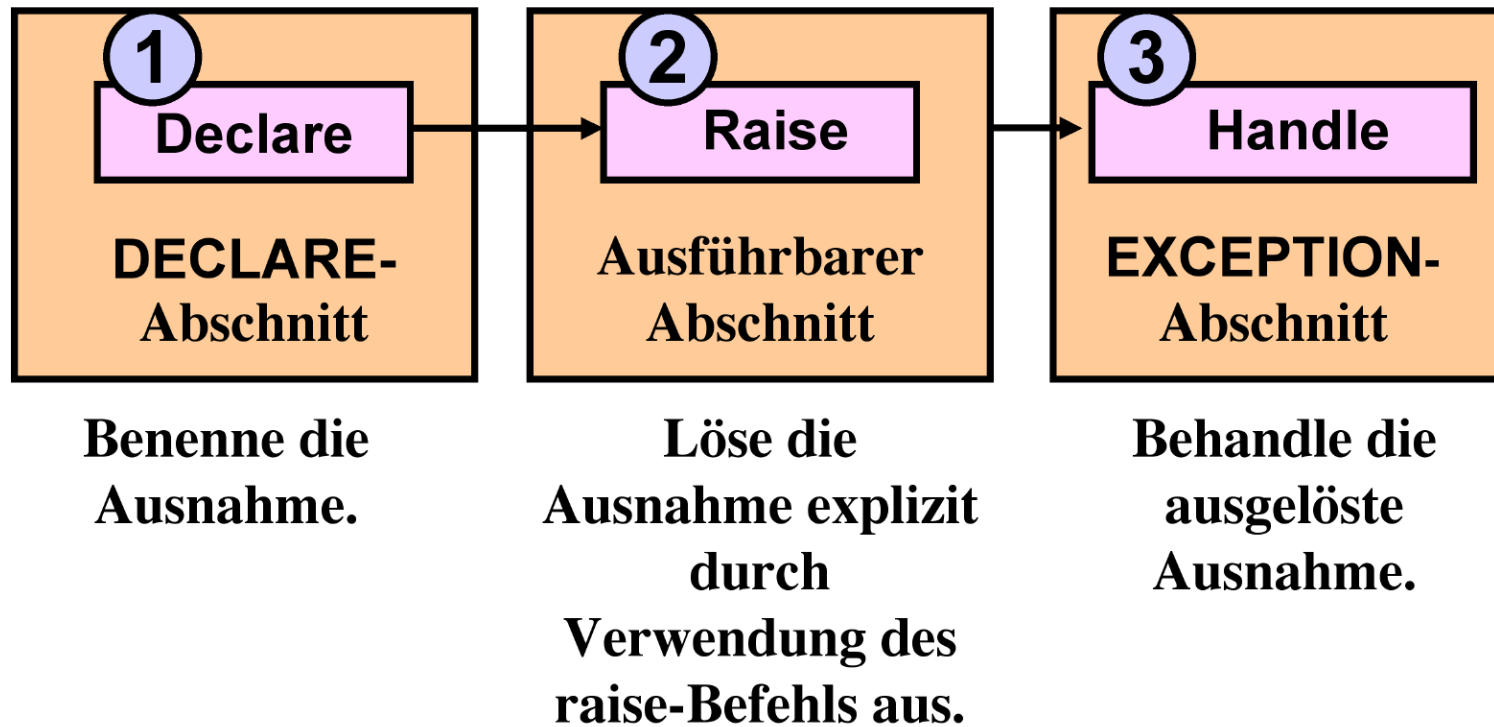 1
Declare
DECLARE-
Abschnitt
Benenne die
Ausnahme.
2
Raise
Ausführbarer
Abschnitt
Löse die
Ausnahme explizit
durch
Verwendung des
raise-Befehls aus.
3
Handle
EXCEPTION-
Abschnitt
Behandle die
ausgelöste
Ausnahme.